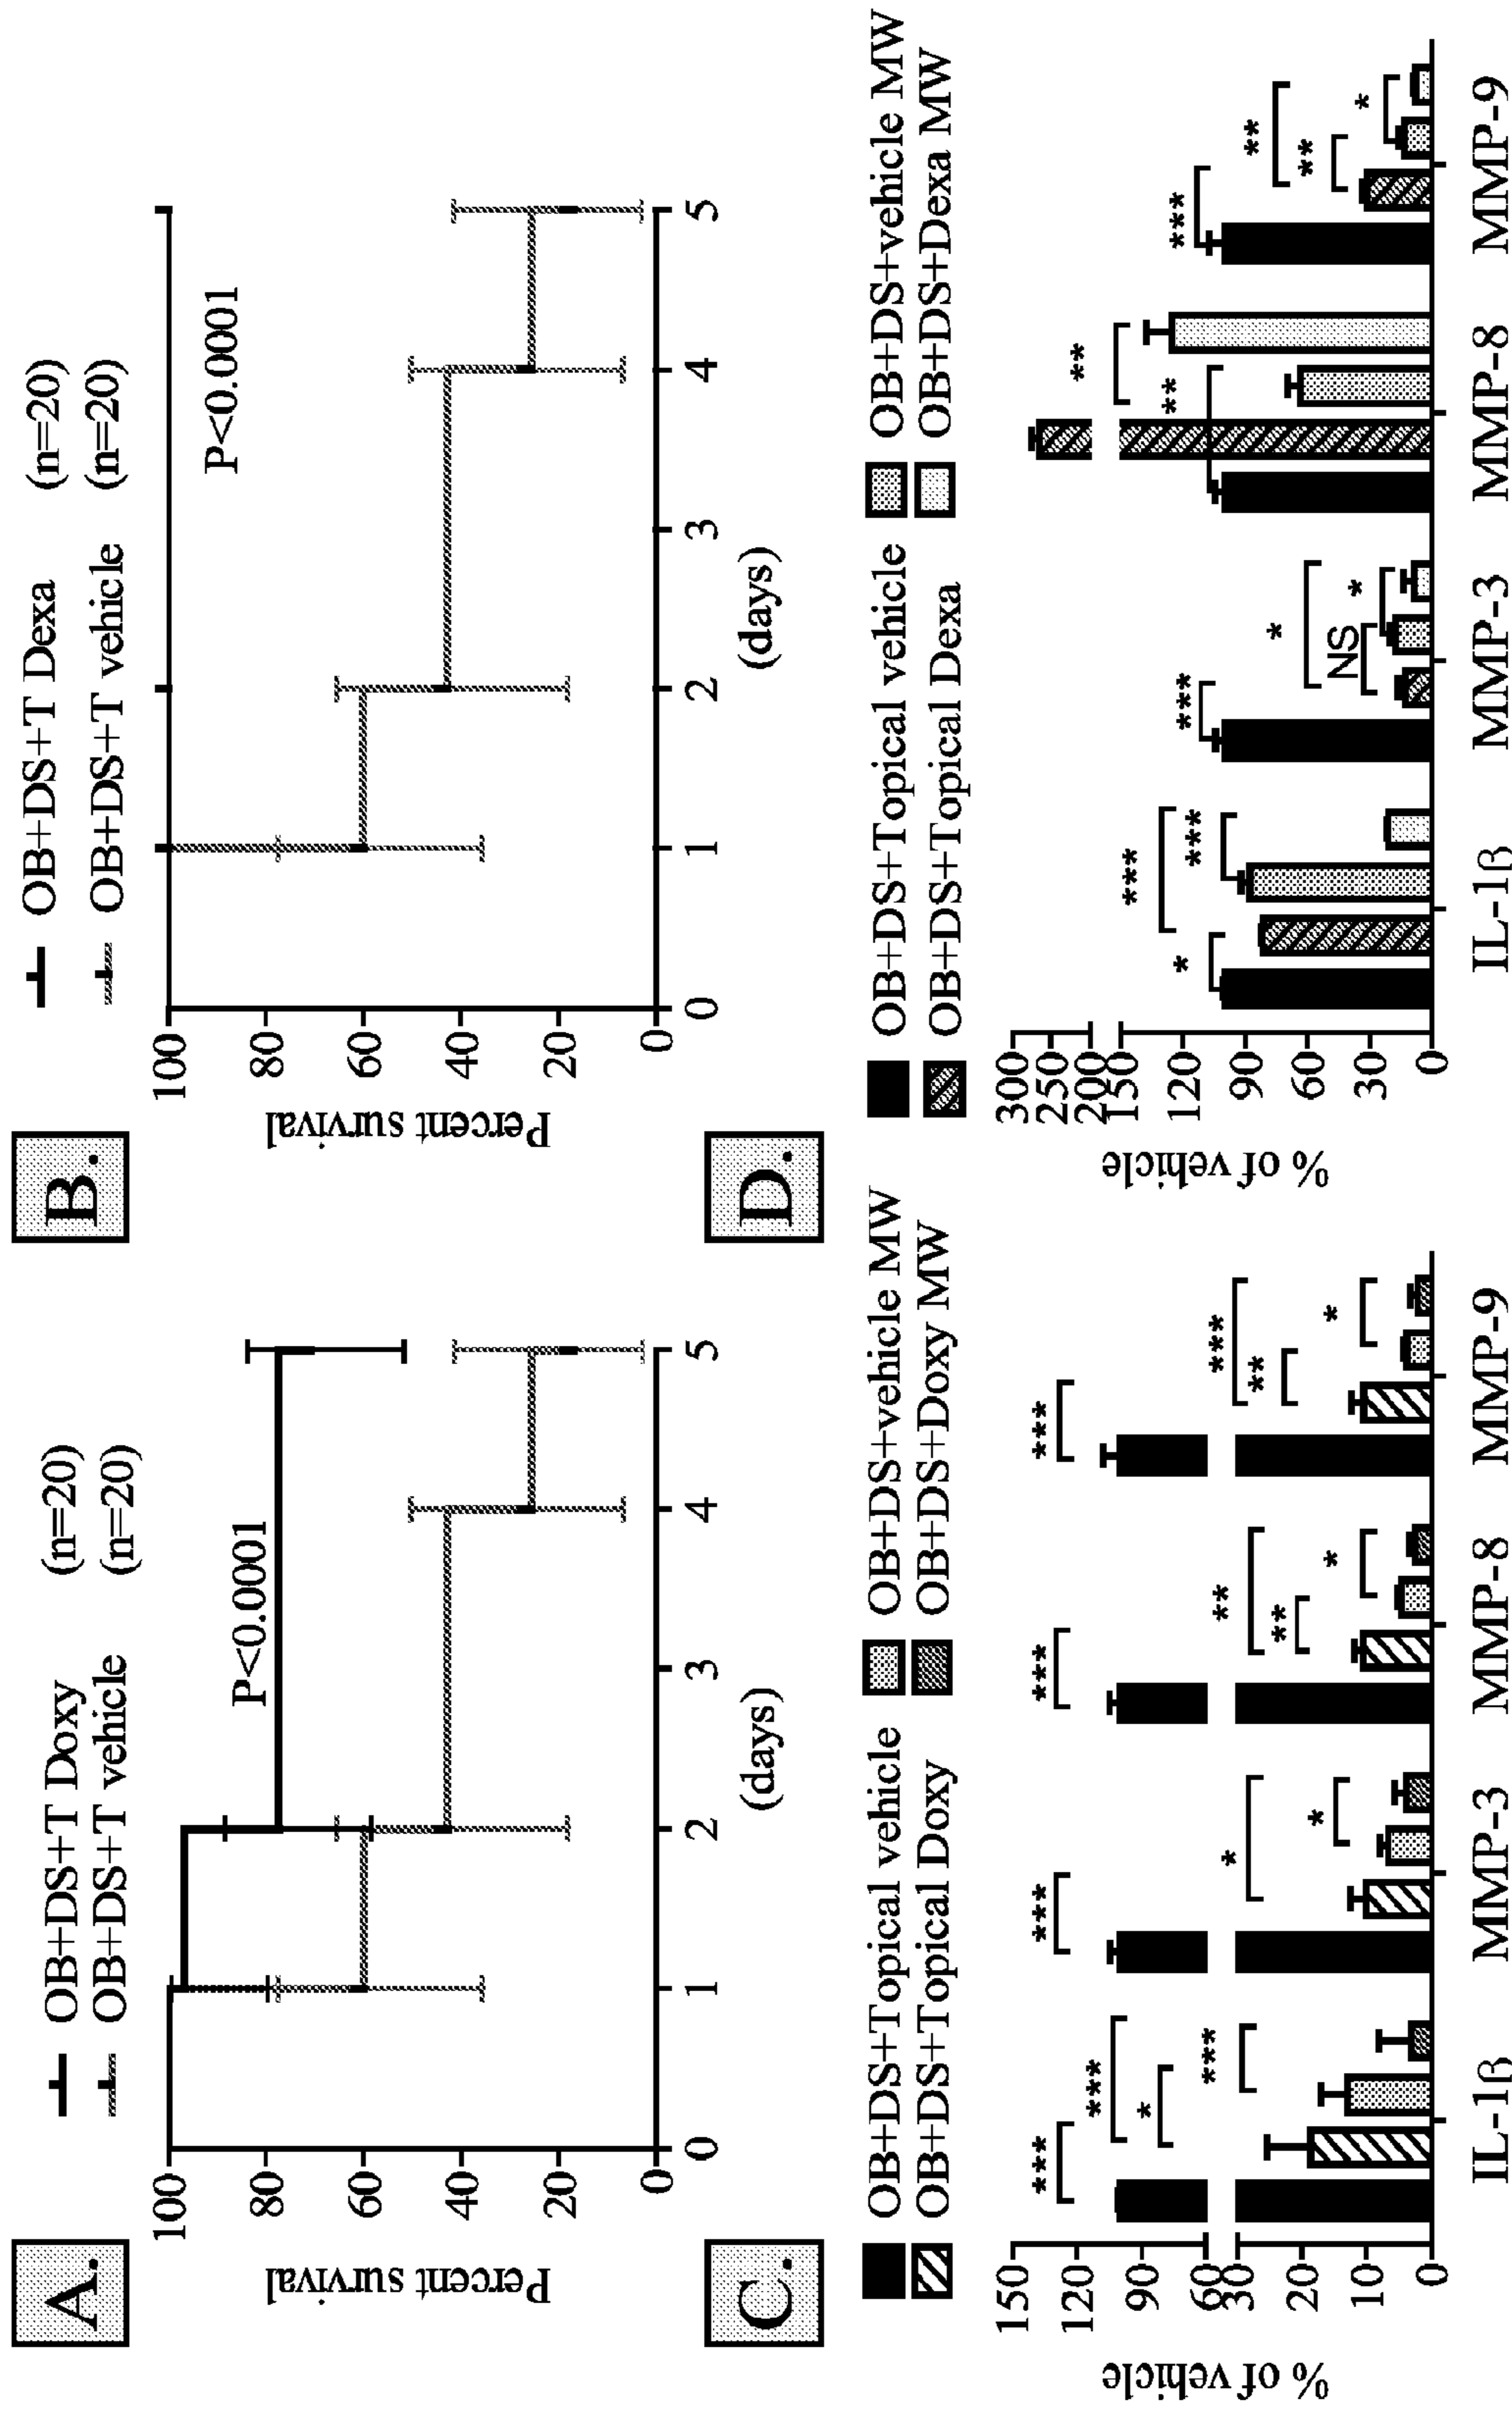 A.
OB+DS+T Doxy (n=20)
OB+DS+T vehicle (n=20)
P<0.0001
Percent survival
100
80
60
40
20
0
0 1 2 3 4 5
(days)
B.
OB+DS+T Dexa (n=20)
OB+DS+T vehicle (n=20)
P<0.0001
Percent survival
100
80
60
40
20
0
0 1 2 3 4 5
(days)
C.
OB+DS+Topical vehicle OB+DS+vehicle MW
OB+DS+Topical Doxy OB+DS+Doxy MW
% of vehicle
150
120
90
60
30
20
10
0
*** *** * ***
*** * *
*** ** ** *
*** *** ** *
IL-1β MMP-3 MMP-8 MMP-9
D.
OB+DS+Topical vehicle OB+DS+vehicle MW
OB+DS+Topical Dexa OB+DS+Dexa MW
% of vehicle
300
250
200
150
120
90
60
30
0
* *** ***
*** * NS *
** **
*** ** ** *
IL-1β MMP-3 MMP-8 MMP-9